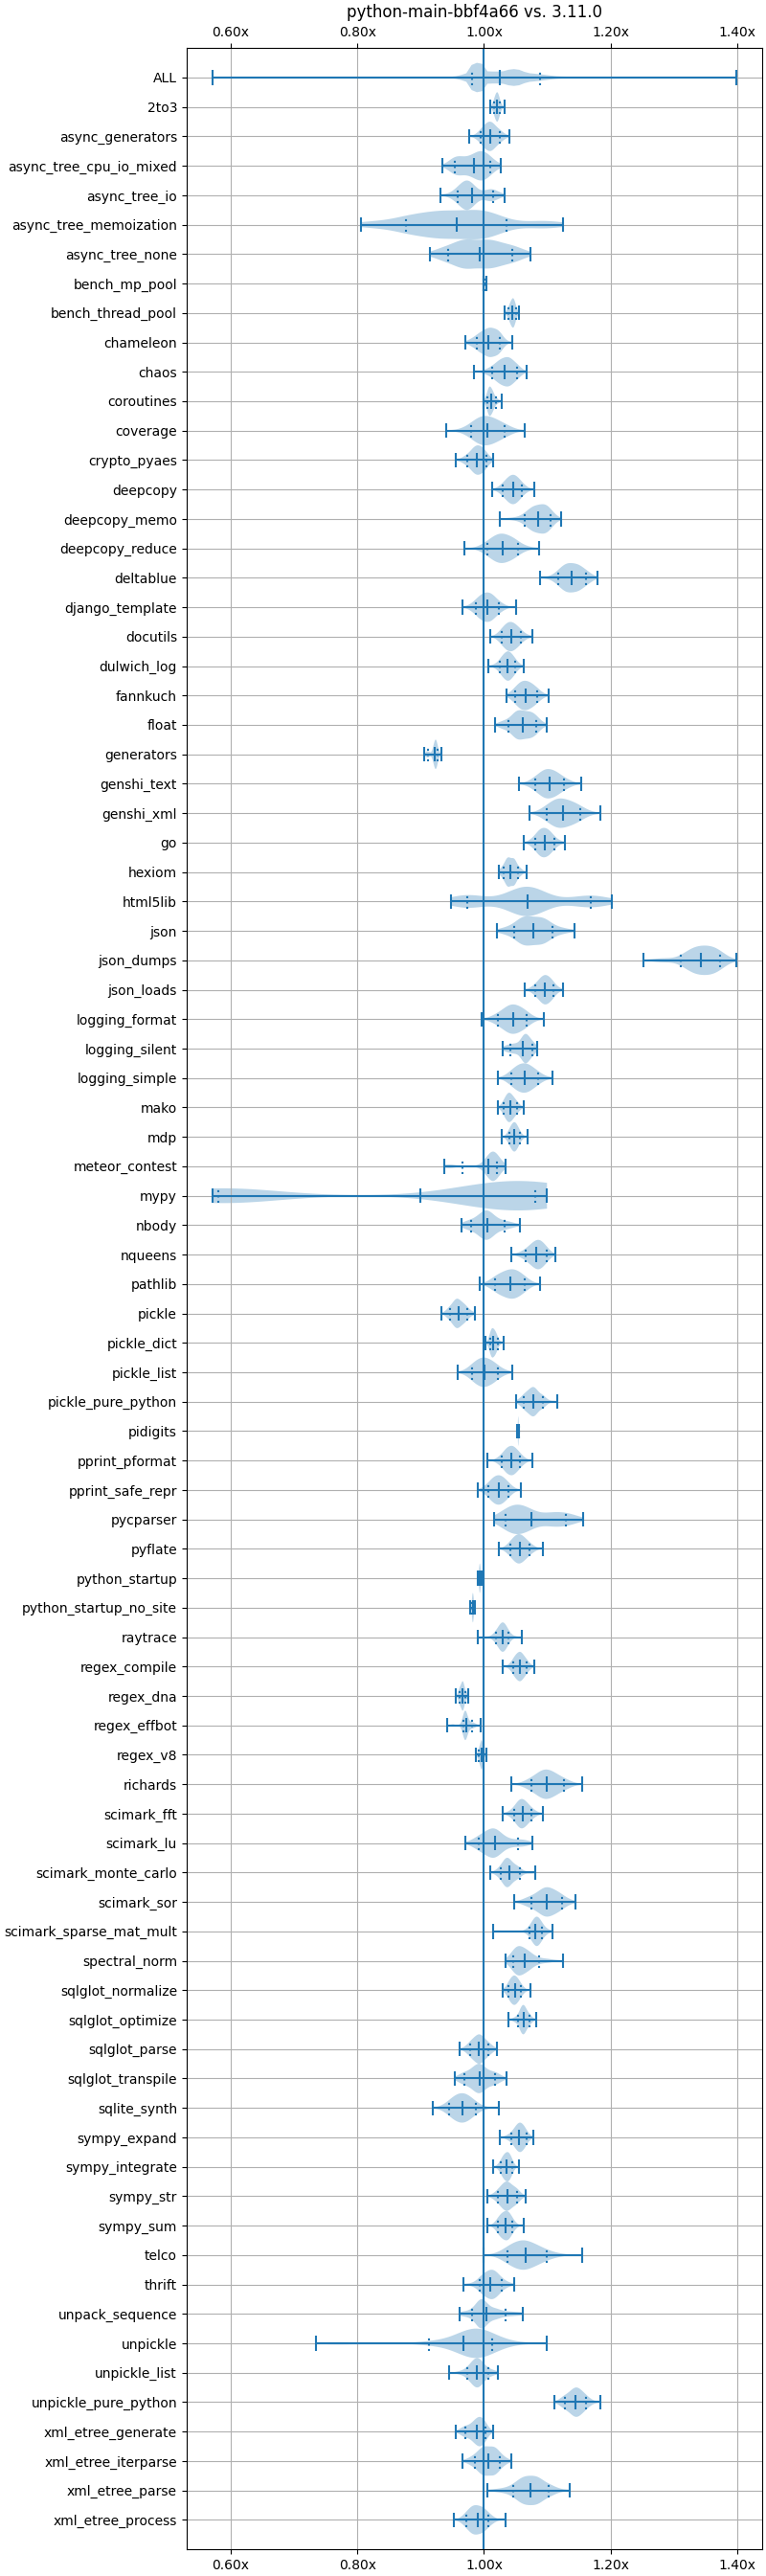 python-main-bbf4a66 vs. 3.11.0
0.60x 0.80x 1.00x 1.20x 1.40x
ALL
2to3
async_generators
async_tree_cpu_io_mixed
async_tree_io
async_tree_memoization
async_tree_none
bench_mp_pool
bench_thread_pool
chameleon
chaos
coroutines
coverage
crypto_pyaes
deepcopy
deepcopy_memo
deepcopy_reduce
deltablue
django_template
docutils
dulwich_log
fannkuch
float
generators
genshi_text
genshi_xml
go
hexiom
html5lib
json
json_dumps
json_loads
logging_format
logging_silent
logging_simple
mako
mdp
meteor_contest
mypy
nbody
nqueens
pathlib
pickle
pickle_dict
pickle_list
pickle_pure_python
pidigits
pprint_pformat
pprint_safe_repr
pycparser
pyflate
python_startup
python_startup_no_site
raytrace
regex_compile
regex_dna
regex_effbot
regex_v8
richards
scimark_fft
scimark_lu
scimark_monte_carlo
scimark_sor
scimark_sparse_mat_mult
spectral_norm
sqlglot_normalize
sqlglot_optimize
sqlglot_parse
sqlglot_transpile
sqlite_synth
sympy_expand
sympy_integrate
sympy_str
sympy_sum
telco
thrift
unpack_sequence
unpickle
unpickle_list
unpickle_pure_python
xml_etree_generate
xml_etree_iterparse
xml_etree_parse
xml_etree_process
0.60x 0.80x 1.00x 1.20x 1.40x